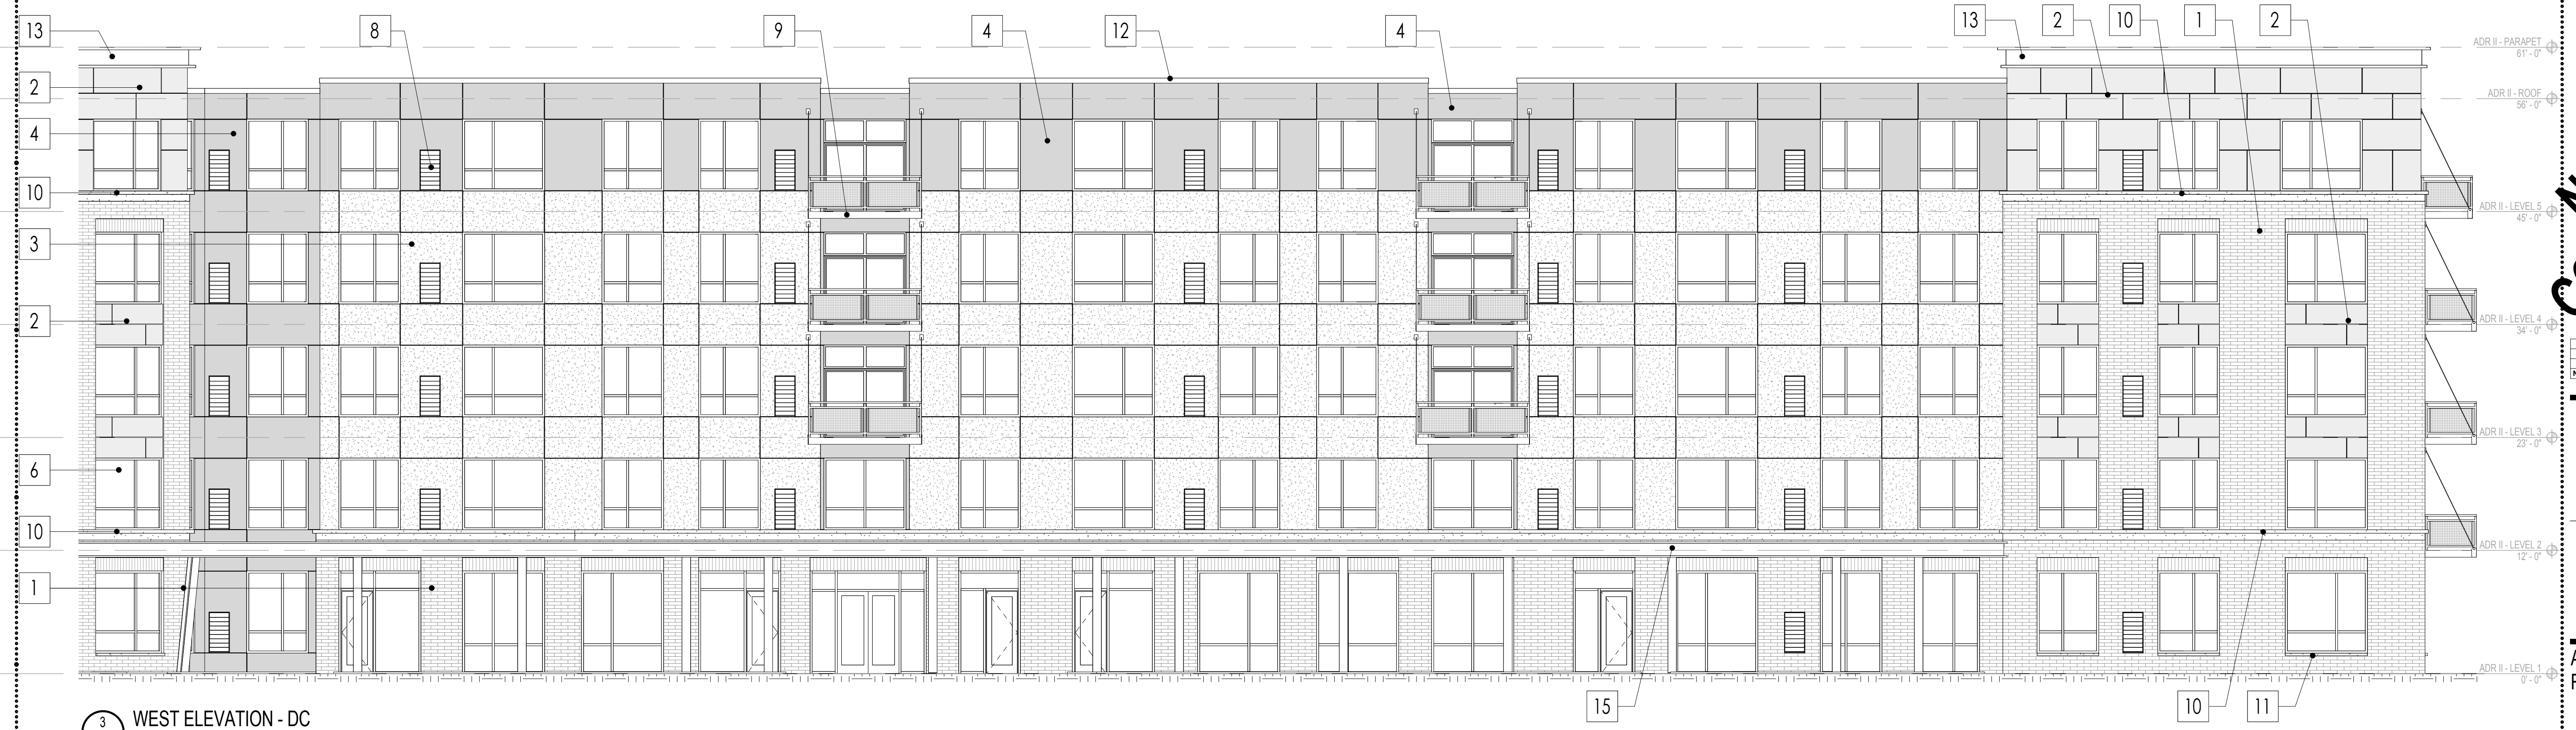 13
8
9
4
12
4
13
2
10
1
2
ADR II - PARAPET
61' - 0"
2
ADR II - ROOF
56' - 0"
4
10
ADR II - LEVEL 5
45' - 0"
3
2
ADR II - LEVEL 4
34' - 0"
ADR II - LEVEL 3
23' - 0"
6
10
ADR II - LEVEL 2
12' - 0"
1
ADR II - LEVEL 1
0' - 0"
15
10
11
3
WEST ELEVATION - DC